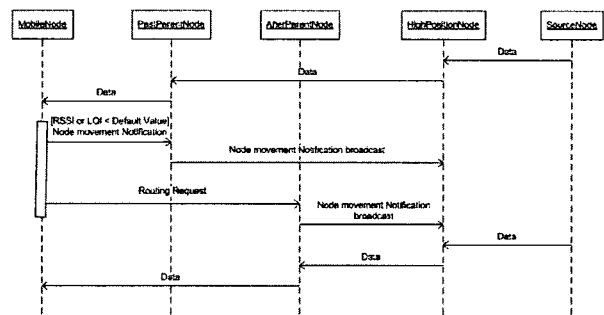 MobileNode
PastParentNode
AfterParentNode
HighPositionNode
SourceNode
Data
Data
Data
[RSSI or LQI < Default Value]
Node movement Notification
Node movement Notification broadcast
Routing Request
Node movement Notification
broadcast
Data
Data
Data